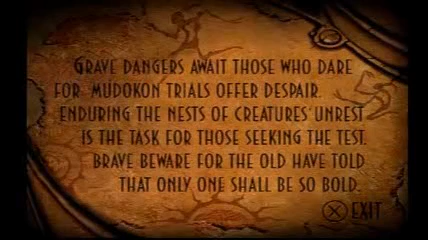 GRAVE DANGERS AWAIT THOSE WHO DARE
FOR MUDOKON TRIALS OFFER DESPAIR.
ENDURING THE NESTS OF CREATURES' UNREST
IS THE TASK FOR THOSE SEEKING THE TEST.
BRAVE BEWARE FOR THE OLD HAVE TOLD
THAT ONLY ONE SHALL BE SO BOLD.
EXIT